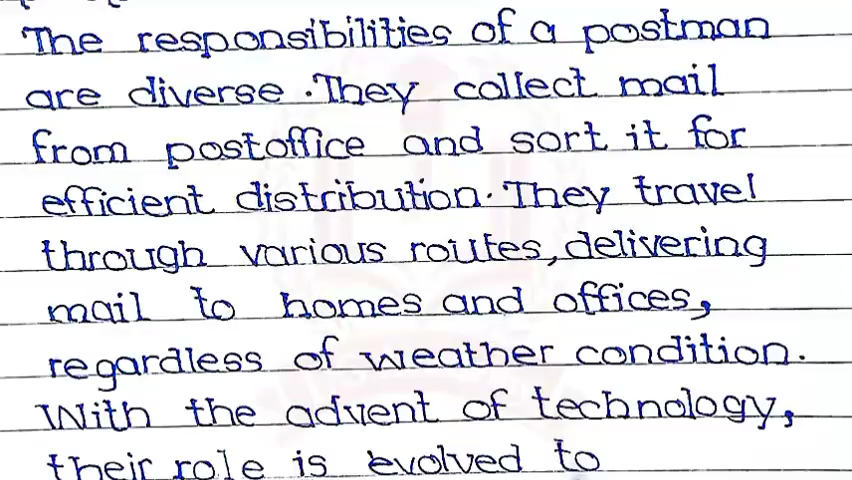 The responsibilities of a postman
are diverse. They collect mail
from postoffice and sort it for
efficient distribution. They travel
through various routes, delivering
mail to homes and offices,
regardless of weather condition.
With the advent of technology,
their role is evolved to